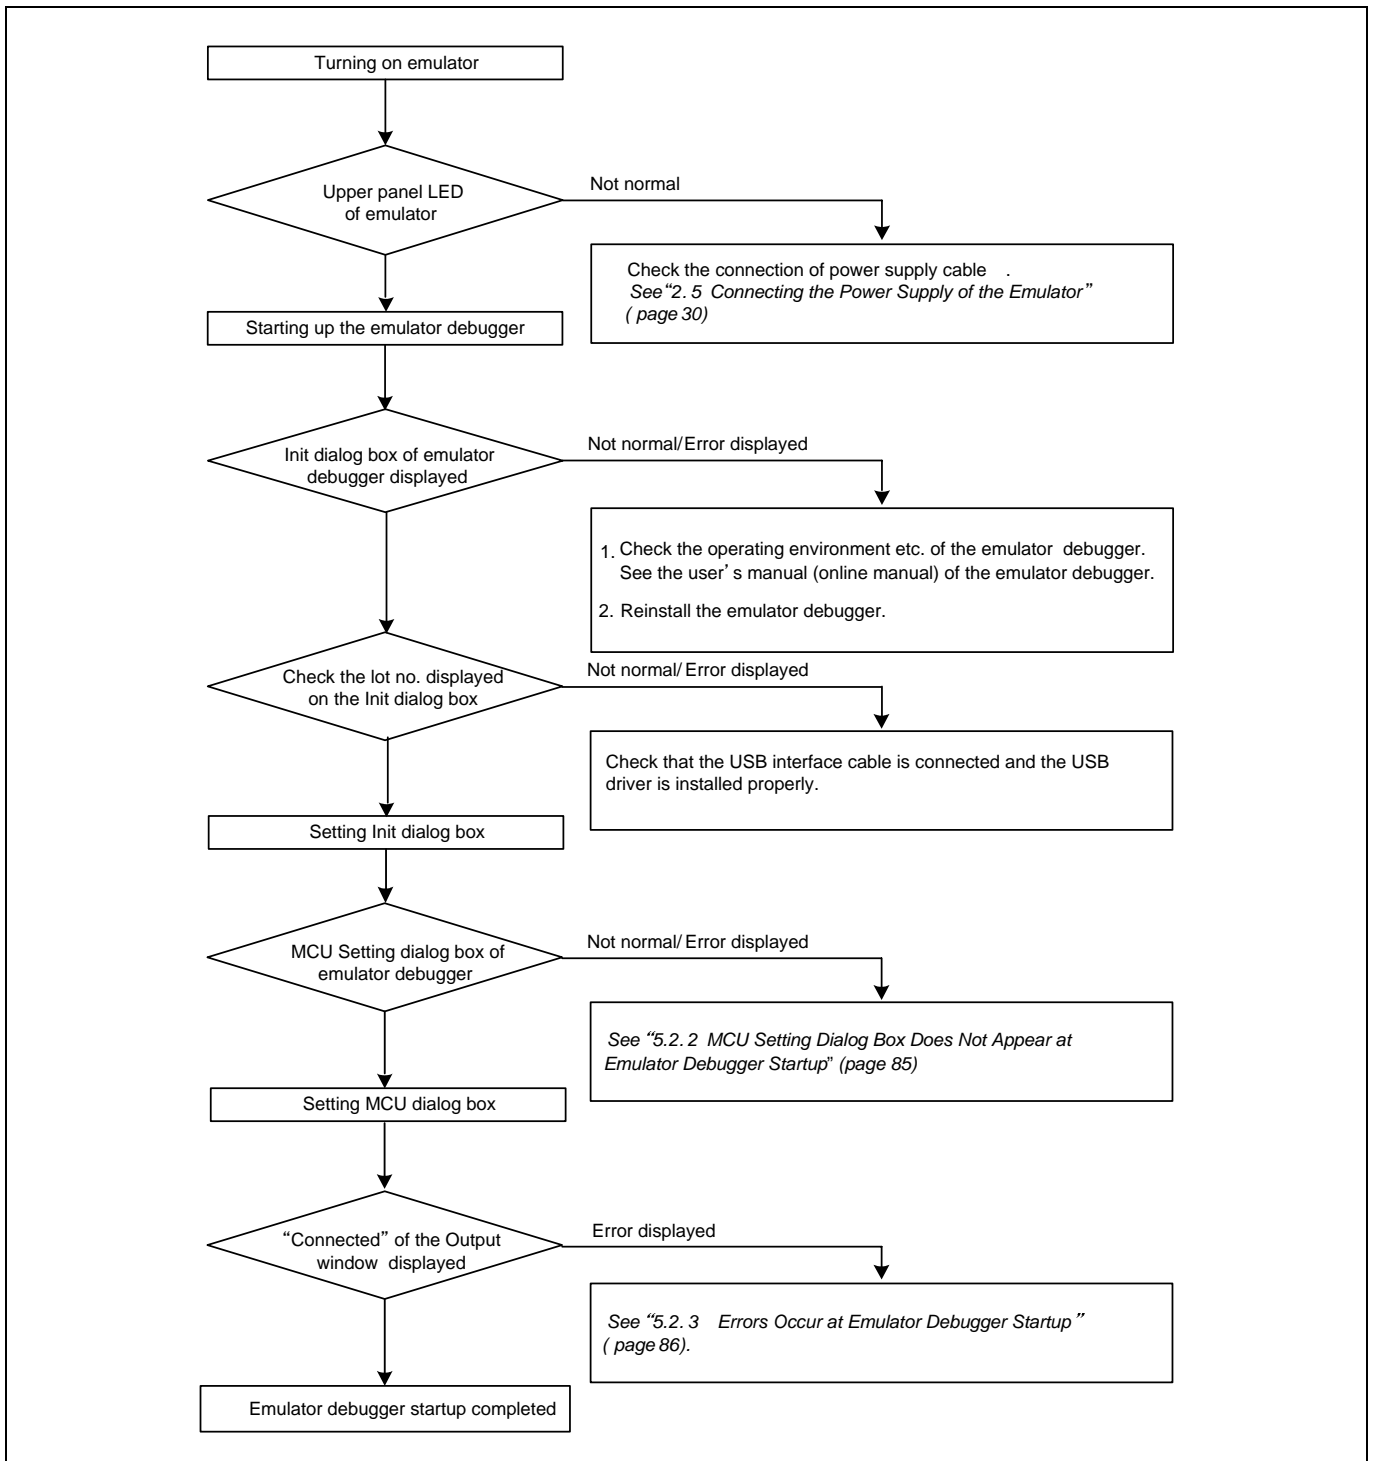 Turning on emulator
Upper panel LED
of emulator
Not normal
Check the connection of power supply cable .
See“2.5 Connecting the Power Supply of the Emulator”
( page 30)
Starting up the emulator debugger
Init dialog box of emulator
debugger displayed
Not normal/Error displayed
1. Check the operating environment etc. of the emulator debugger.
See the user’s manual (online manual) of the emulator debugger.
2. Reinstall the emulator debugger.
Check the lot no. displayed
on the Init dialog box
Not normal/ Error displayed
Check that the USB interface cable is connected and the USB
driver is installed properly.
Setting Init dialog box
MCU Setting dialog box of
emulator debugger
Not normal/ Error displayed
See “5.2.2 MCU Setting Dialog Box Does Not Appear at
Emulator Debugger Startup” (page 85)
Setting MCU dialog box
“Connected” of the Output
window displayed
Error displayed
See “5.2.3 Errors Occur at Emulator Debugger Startup”
( page 86).
Emulator debugger startup completed